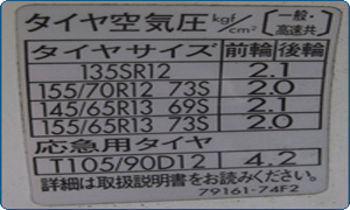 タイヤ空気圧 kgf/cm² (一般・高速共)
タイヤサイズ 前輪 後輪
135SR12 2.1
155/70R12 73S 2.0
145/65R13 69S 2.1
155/65R13 73S 2.0
応急用タイヤ
T105/90D12 4.2
詳細は取扱説明書をお読みください。
79161-74F2